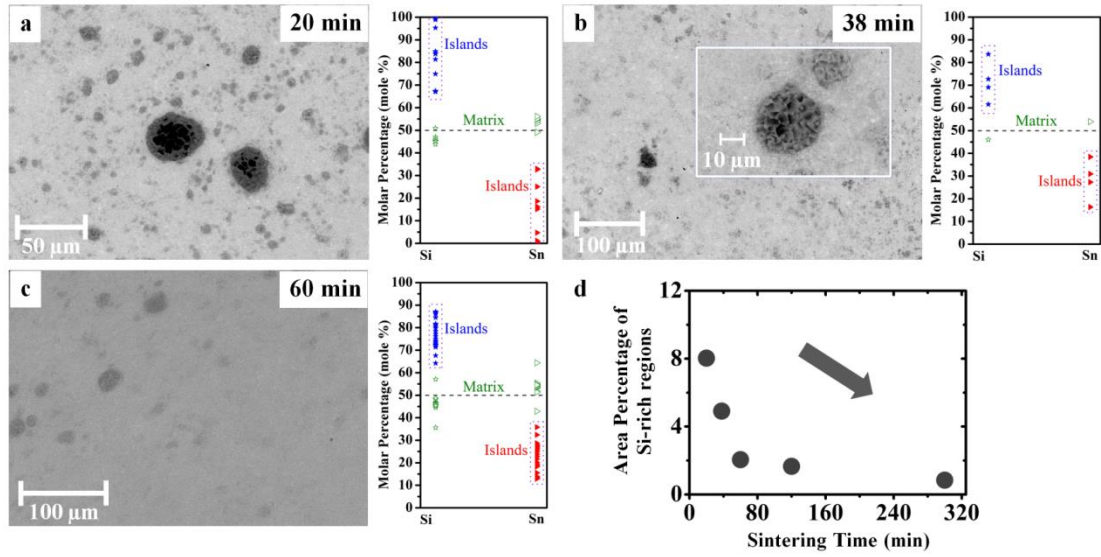 a
20 min
50 μm
Molar Percentage (mole %)
100
90
80
70
60
50
40
30
20
10
0
Islands
Matrix
Islands
Si
Sn
b
38 min
10 μm
100 μm
Molar Percentage (mole %)
100
90
80
70
60
50
40
30
20
10
0
Islands
Matrix
Islands
Si
Sn
c
60 min
100 μm
Molar Percentage (mole %)
100
90
80
70
60
50
40
30
20
10
0
Islands
Matrix
Islands
Si
Sn
d
Area Percentage of
Si-rich regions
12
8
4
0
0
80
160
240
320
Sintering Time (min)